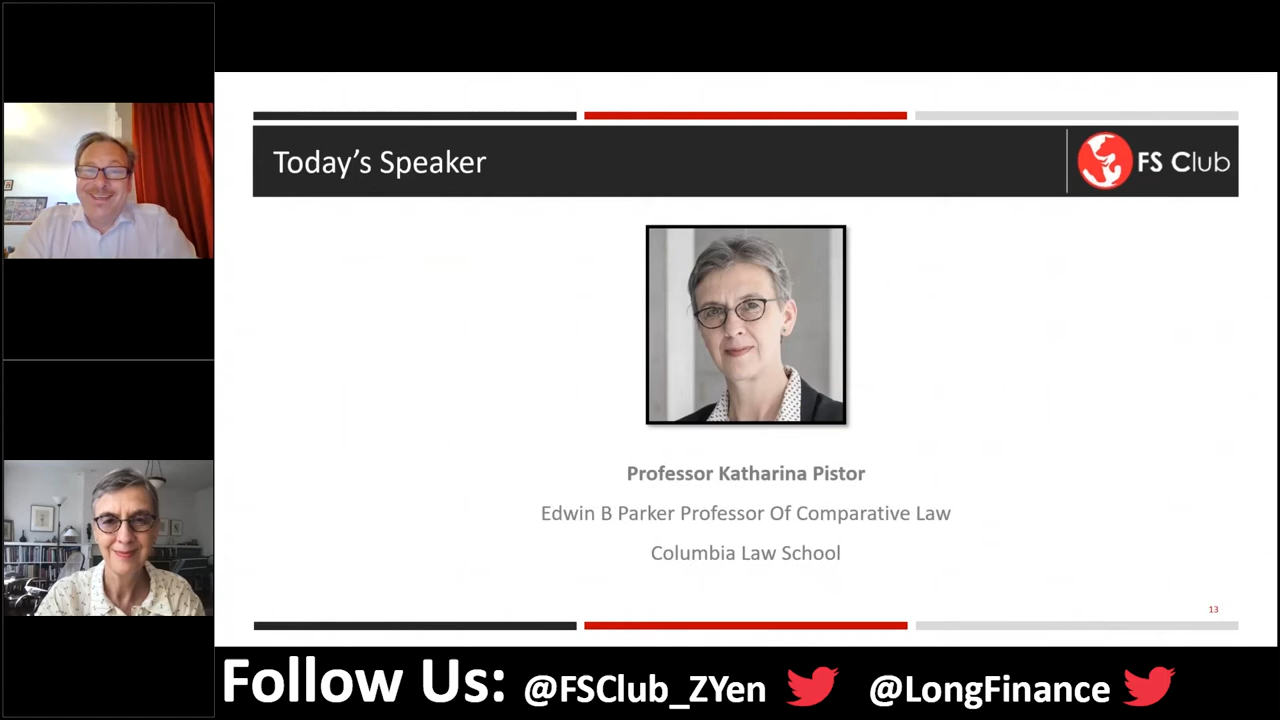 Today's Speaker
FS Club
Professor Katharina Pistor
Edwin B Parker Professor Of Comparative Law
Columbia Law School
13
Follow Us: @FSClub_ZYen @LongFinance